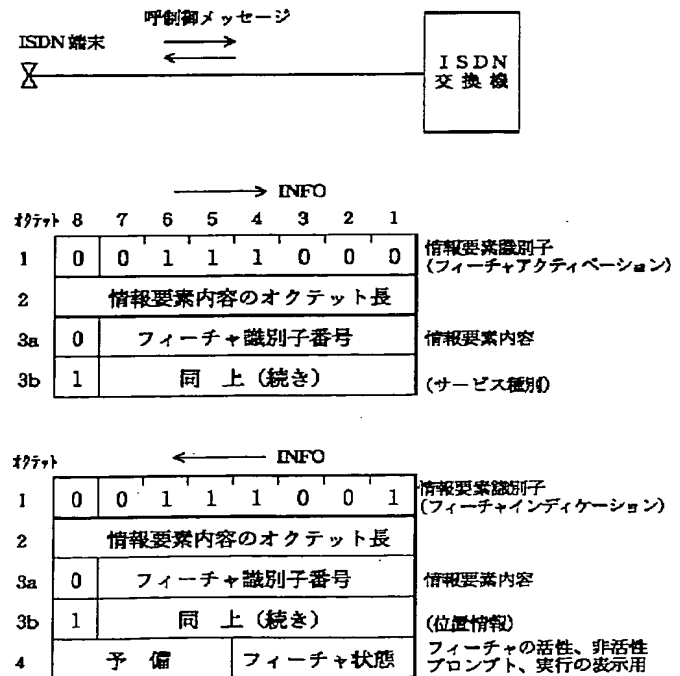 呼制御メッセージ
ISDN 端末
ISDN
交換機
INFO
オクテット 8 7 6 5 4 3 2 1
1 0 0 1 1 1 0 0 0 情報要素識別子
(フィーチャアクティベーション)
2 情報要素内容のオクテット長
3a 0 フィーチャ識別子番号 情報要素内容
3b 1 同 上 (続き) (サービス種別)
INFO
オクテット
1 0 0 1 1 1 0 0 1 情報要素識別子
(フィーチャインディケーション)
2 情報要素内容のオクテット長
3a 0 フィーチャ識別子番号 情報要素内容
3b 1 同 上 (続き) (位置情報)
4 予 備 フィーチャ状態 フィーチャの活性、非活性
プロンプト、実行の表示用